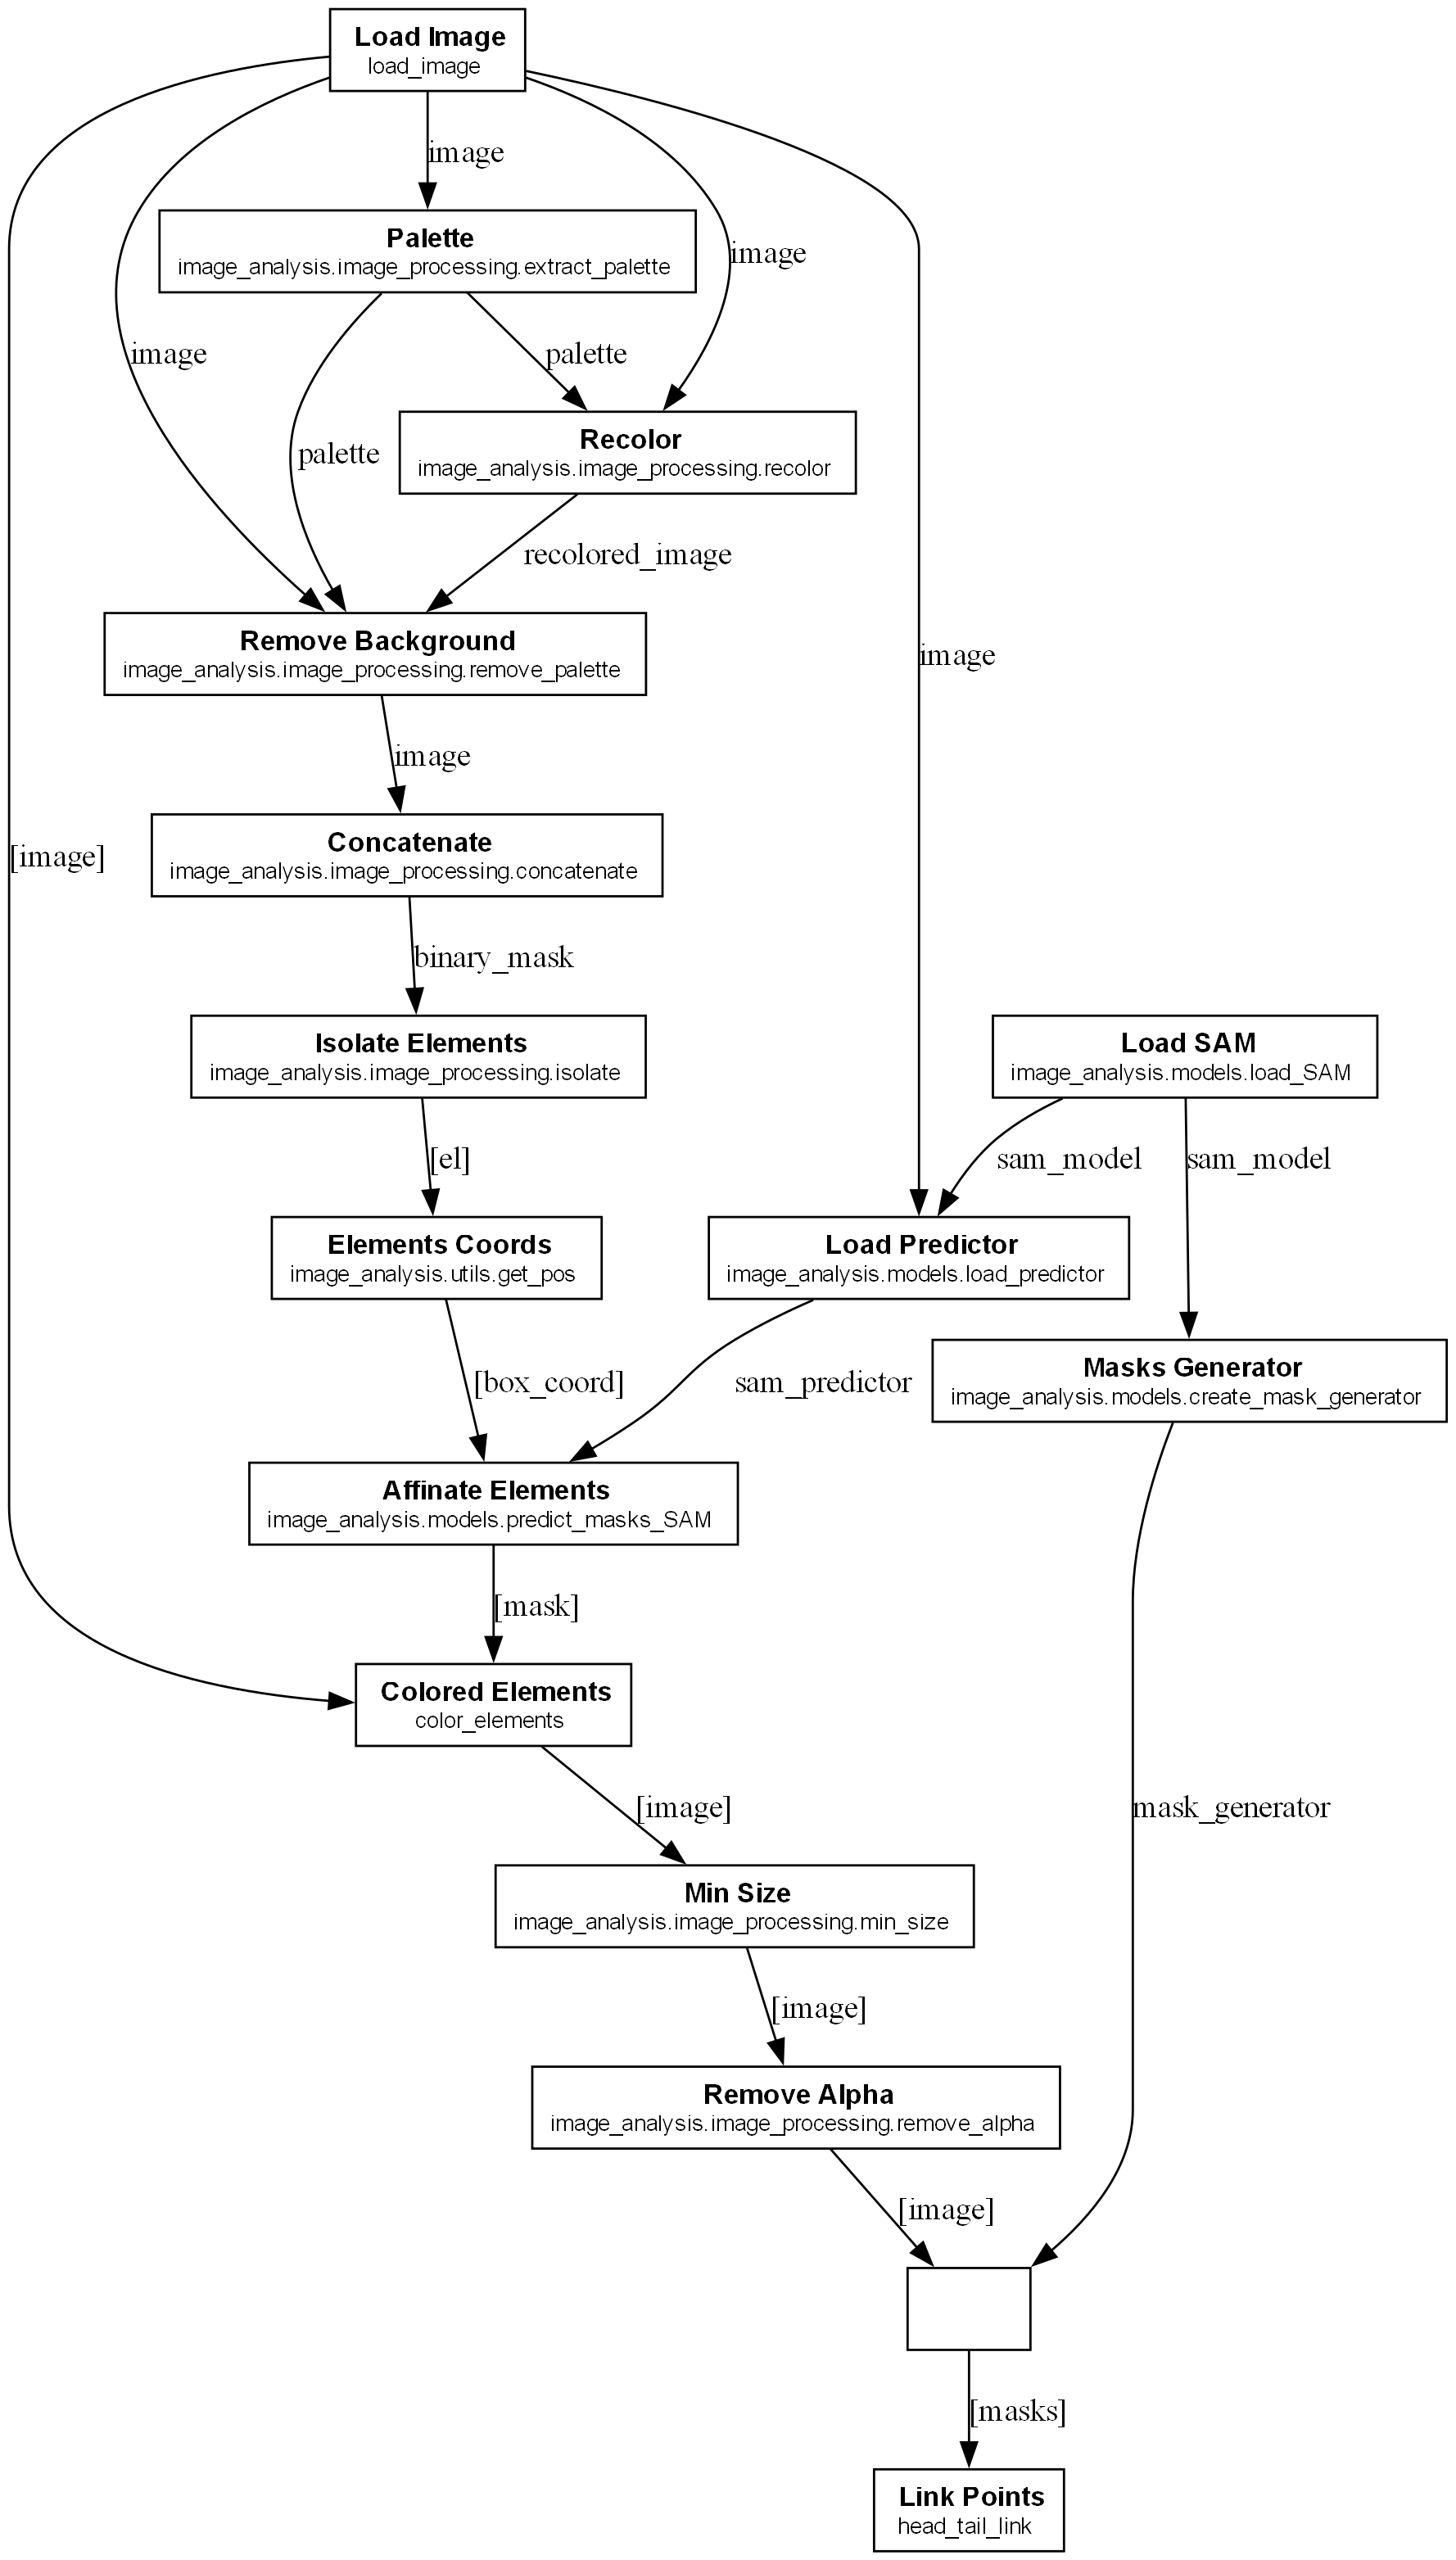 Load Image
load_image
image
Palette
image_analysis.image_processing.extract_palette
image
image
palette
Recolor
image_analysis.image_processing.recolor
palette
recolored_image
Remove Background
image_analysis.image_processing.remove_palette
image
image
Concatenate
image_analysis.image_processing.concatenate
[image]
binary_mask
Isolate Elements
image_analysis.image_processing.isolate
Load SAM
image_analysis.models.load_SAM
[el]
sam_model
sam_model
Elements Coords
image_analysis.utils.get_pos
Load Predictor
image_analysis.models.load_predictor
Masks Generator
image_analysis.models.create_mask_generator
[box_coord]
sam_predictor
Affinate Elements
image_analysis.models.predict_masks_SAM
[mask]
Colored Elements
color_elements
[image]
mask_generator
Min Size
image_analysis.image_processing.min_size
[image]
Remove Alpha
image_analysis.image_processing.remove_alpha
[image]
[masks]
Link Points
head_tail_link